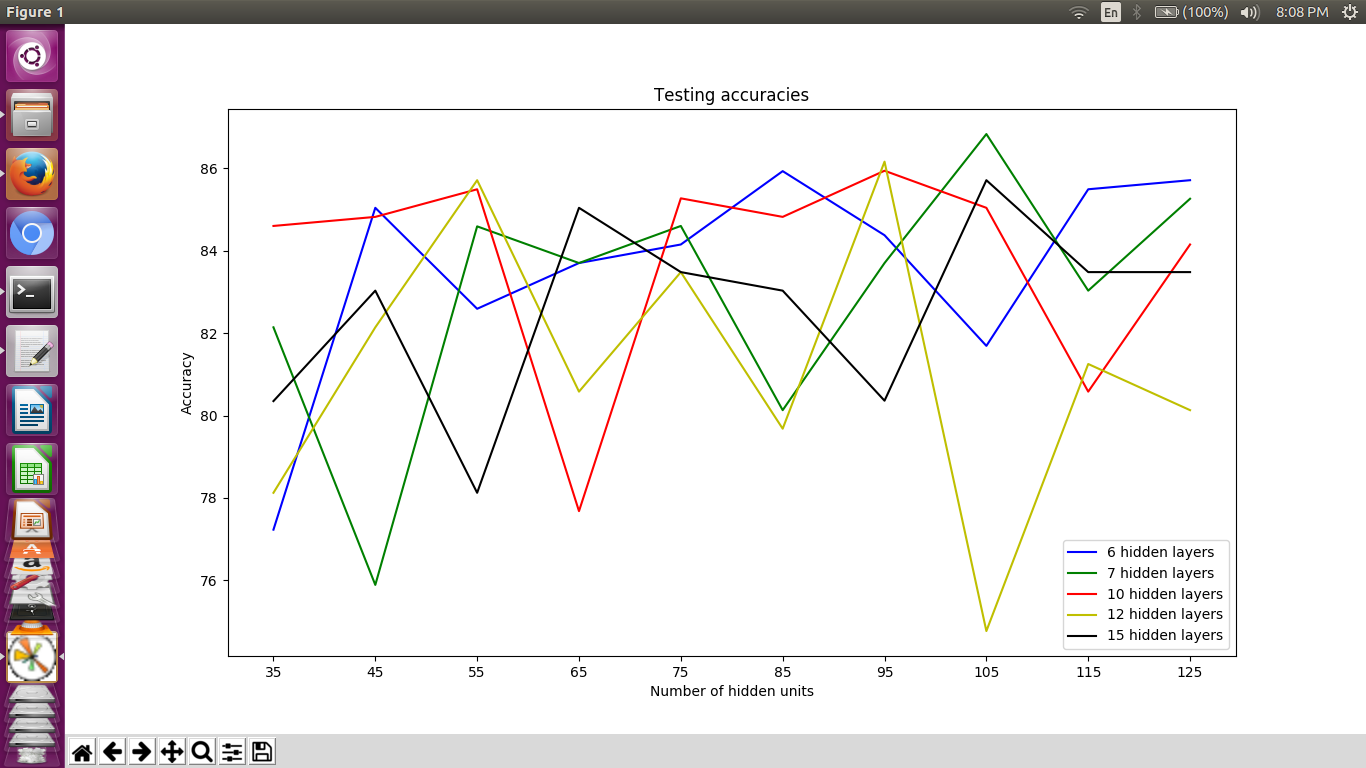 Figure 1
En
(100%)
8:08 PM
Testing accuracies
86
84
82
80
78
76
Accuracy
35 45 55 65 75 85 95 105 115 125
Number of hidden units
6 hidden layers
7 hidden layers
10 hidden layers
12 hidden layers
15 hidden layers
>_
a